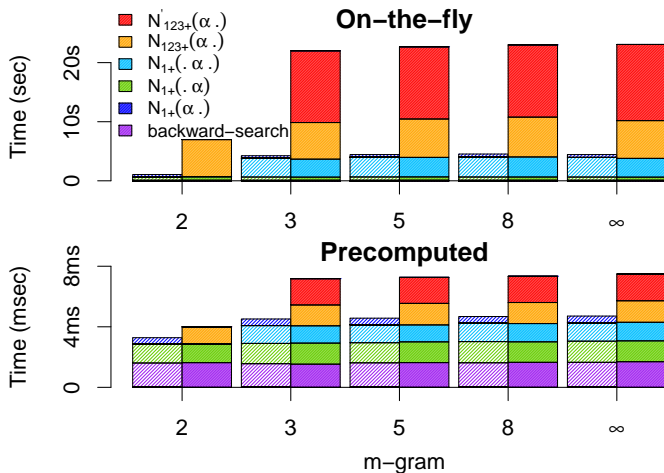 On−the−fly
N'123+(α .)
N123+(α .)
N1+(. α .)
N1+(. α)
N1+(α .)
backward−search
Time (sec)
20s
10s
0
2
3
5
8
∞
Precomputed
Time (msec)
8ms
4ms
0
2
3
5
8
∞
m−gram